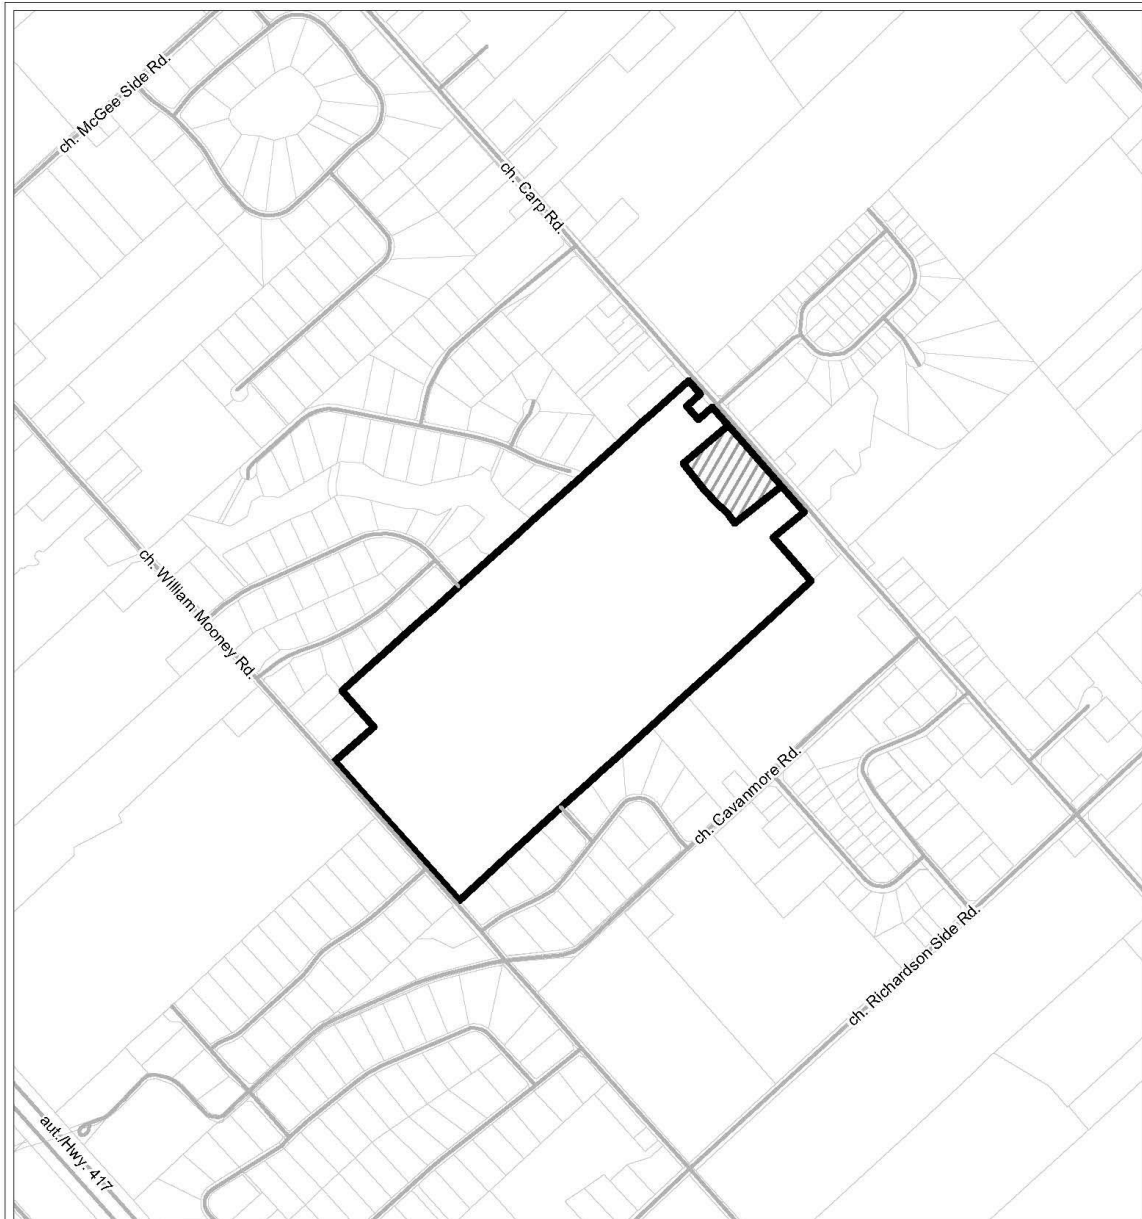 ch. McGee Side Rd.
ch. Carp Rd.
ch. William Mooney Rd.
ch. Cavanmore Rd.
ch. Richardson Side Rd.
aut./Hwy. 417